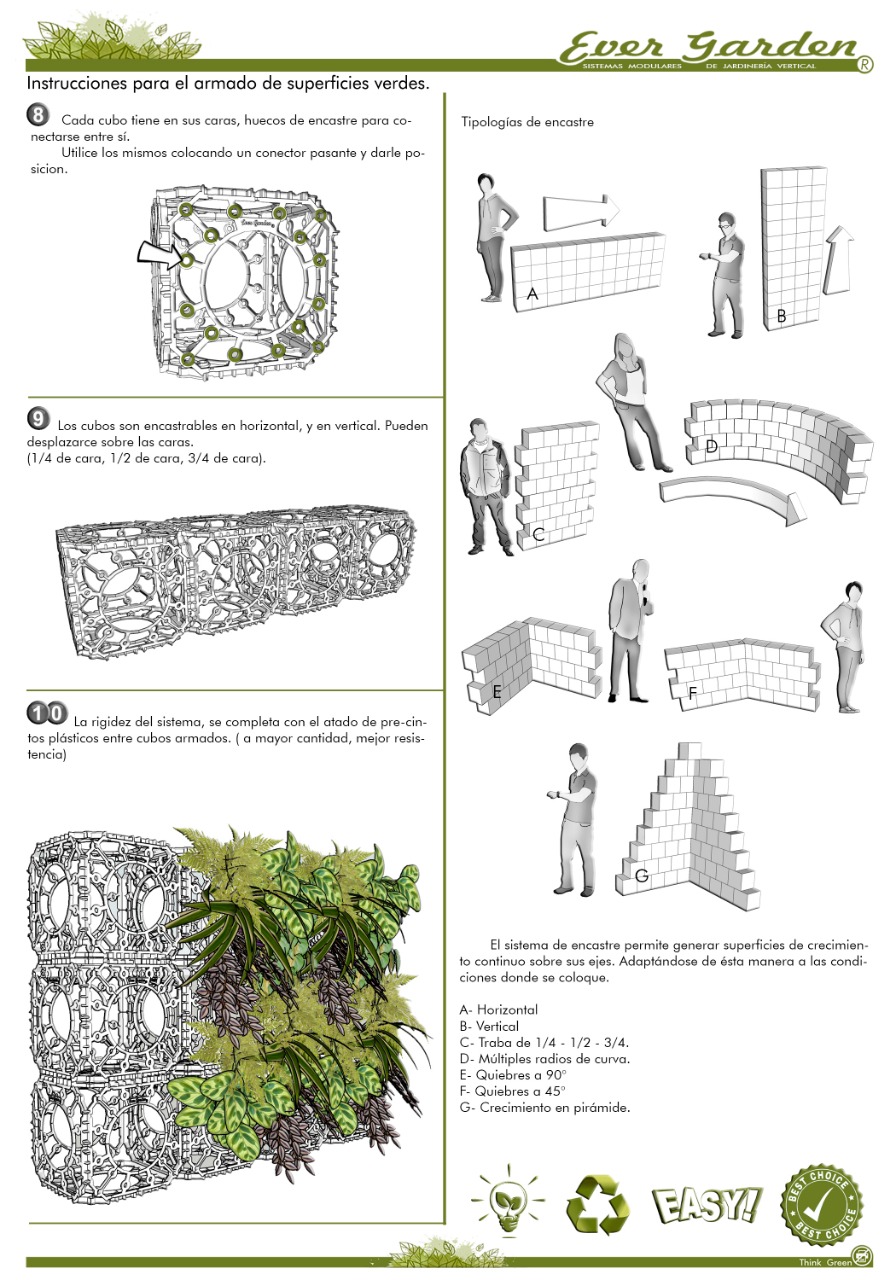 Ever Garden
SISTEMAS MODULARES DE JARDINERÍA VERTICAL
®
Instrucciones para el armado de superficies verdes.
8 Cada cubo tiene en sus caras, huecos de encastre para co-
nectarse entre sí.
Utilice los mismos colocando un conector pasante y darle po-
sicion.
Ever Garden
9 Los cubos son encastrables en horizontal, y en vertical. Pueden
desplazarce sobre las caras.
(1/4 de cara, 1/2 de cara, 3/4 de cara).
10 La rigidez del sistema, se completa con el atado de pre-cin-
tos plásticos entre cubos armados. ( a mayor cantidad, mejor resis-
tencia)
Tipologías de encastre
A
B
C
D
E
F
G
El sistema de encastre permite generar superficies de crecimien-
to continuo sobre sus ejes. Adaptándose de ésta manera a las condi-
ciones donde se coloque.
A- Horizontal
B- Vertical
C- Traba de 1/4 - 1/2 - 3/4.
D- Múltiples radios de curva.
E- Quiebres a 90°
F- Quiebres a 45°
G- Crecimiento en pirámide.
EASY!
BEST CHOICE
BEST CHOICE
Think Green